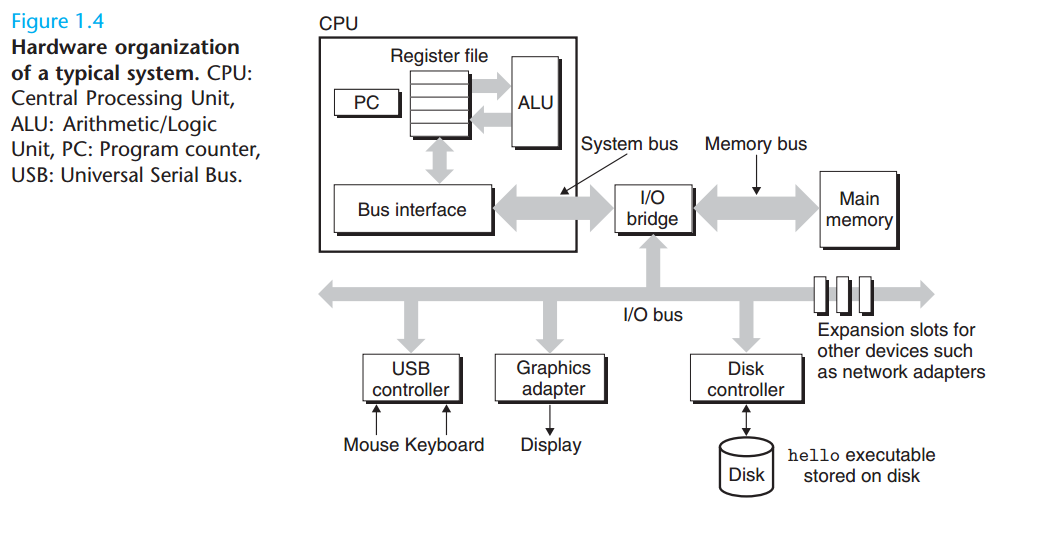 Figure 1.4
Hardware organization
of a typical system. CPU:
Central Processing Unit,
ALU: Arithmetic/Logic
Unit, PC: Program counter,
USB: Universal Serial Bus.
CPU
Register file
PC
ALU
System bus
Memory bus
Bus interface
I/O
bridge
Main
memory
I/O bus
Expansion slots for
other devices such
as network adapters
USB
controller
Graphics
adapter
Disk
controller
Mouse Keyboard
Display
Disk
hello executable
stored on disk